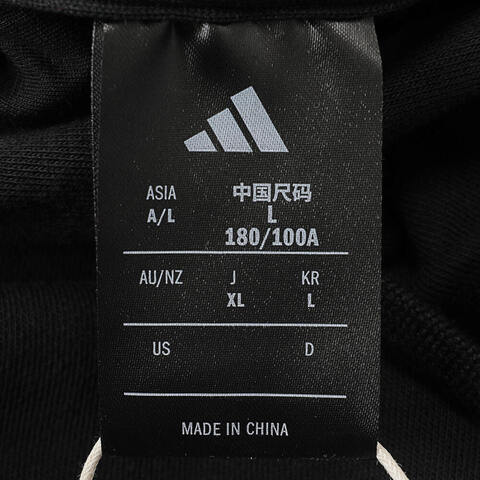 ASIA 中国尺码
A/L L
180/100A
AU/NZ J KR
XL L
US D
MADE IN CHINA